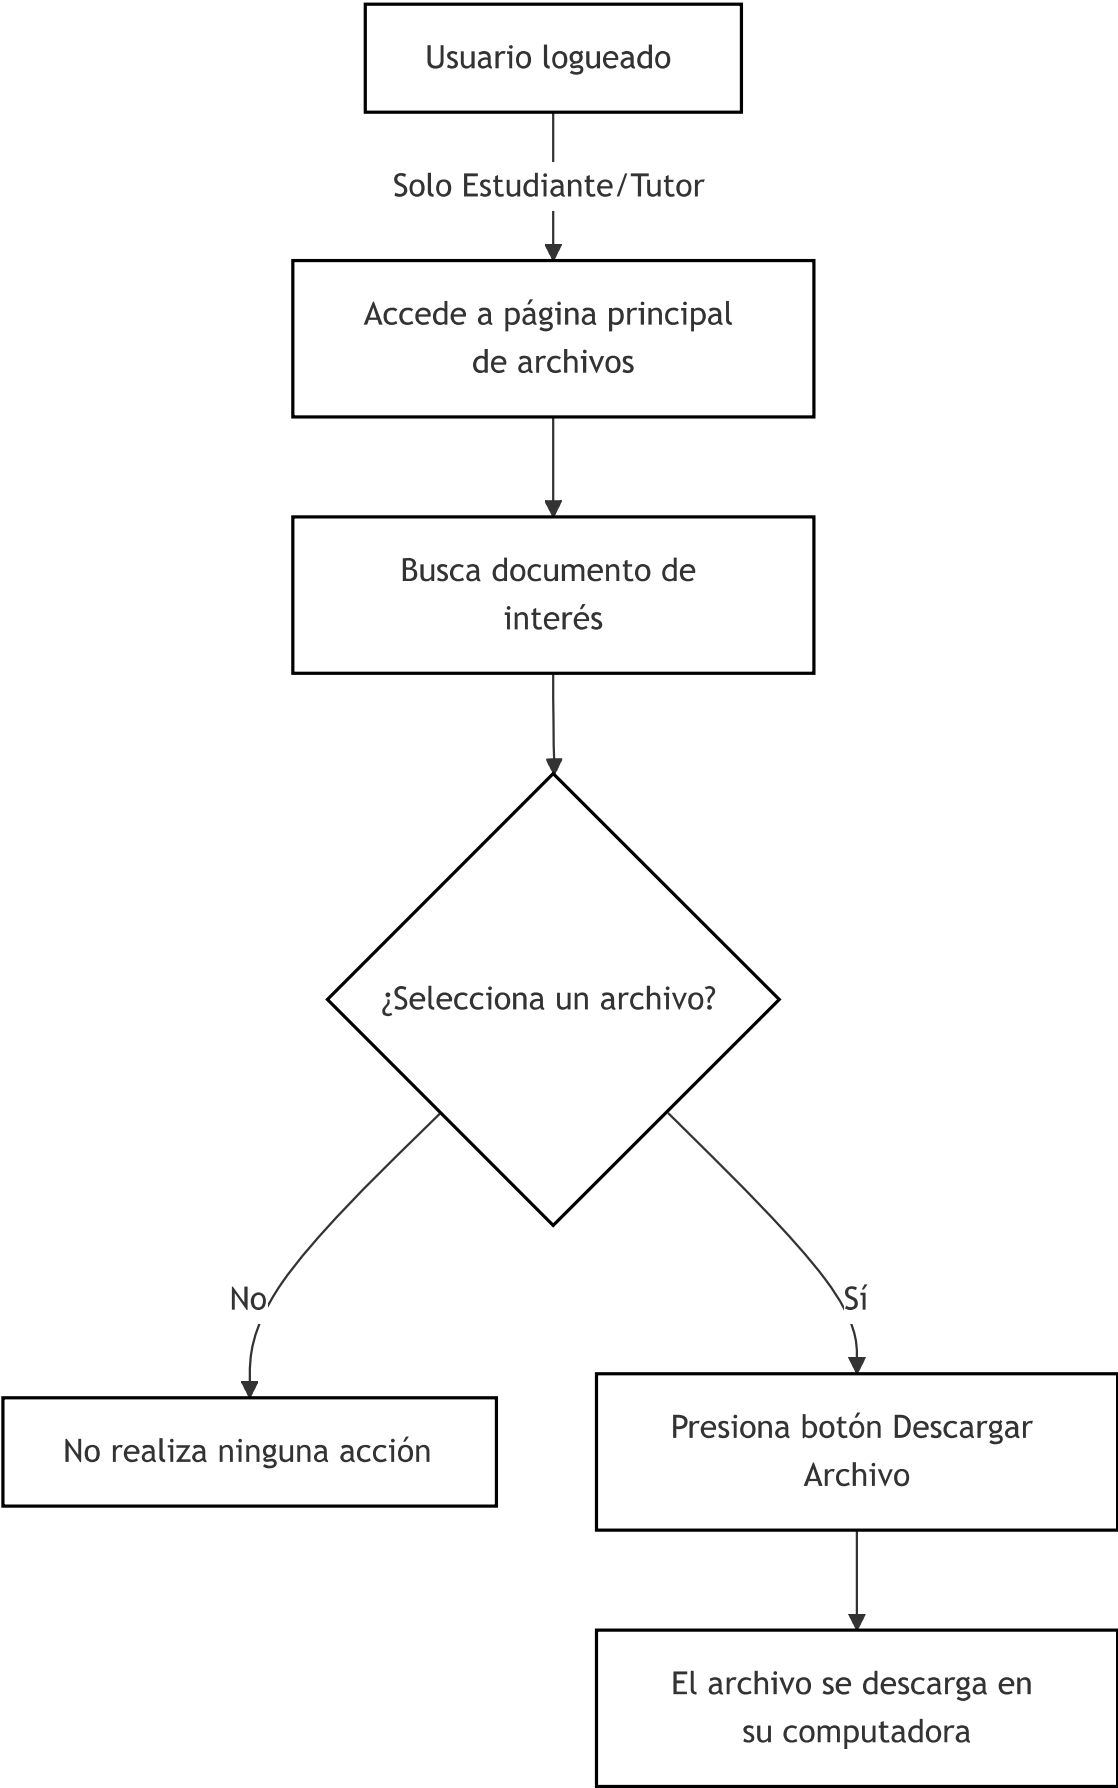 Usuario logueado
Solo Estudiante/Tutor
Accede a página principal
de archivos
Busca documento de
interés
¿Selecciona un archivo?
No
Sí
No realiza ninguna acción
Presiona botón Descargar
Archivo
El archivo se descarga en
su computadora